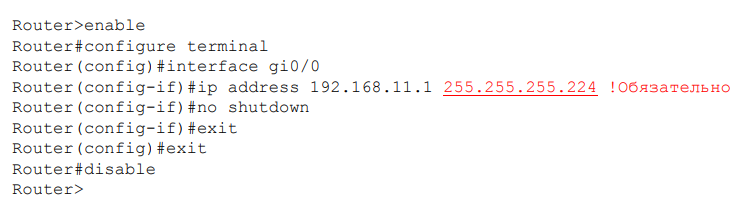 Router>enable
Router#configure terminal
Router(config)#interface gi0/0
Router(config-if)#ip address 192.168.11.1 255.255.255.224 !Обязательно
Router(config-if)#no shutdown
Router(config-if)#exit
Router(config)#exit
Router#disable
Router>